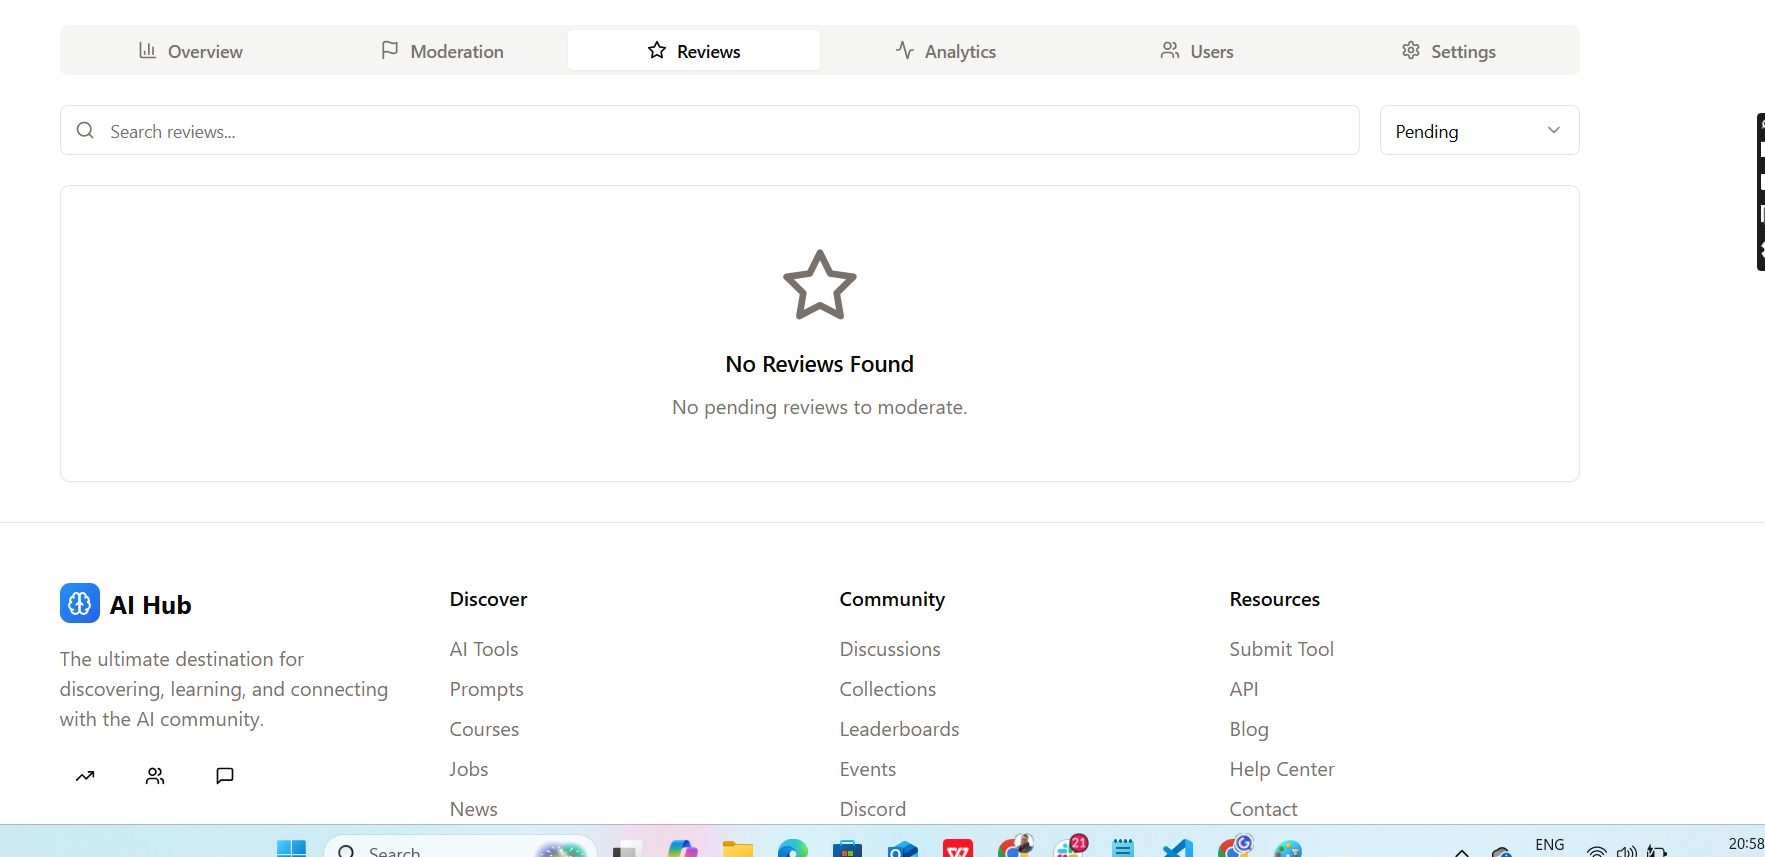 Overview
Moderation
Reviews
Analytics
Users
Settings
Search reviews...
Pending
No Reviews Found
No pending reviews to moderate.
AI Hub
The ultimate destination for
discovering, learning, and connecting
with the AI community.
Discover
AI Tools
Prompts
Courses
Jobs
News
Community
Discussions
Collections
Leaderboards
Events
Discord
Resources
Submit Tool
API
Blog
Help Center
Contact
Search
21
ENG
20:58